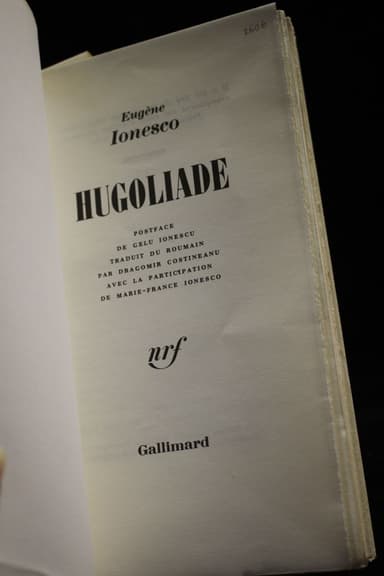 Eugène
Ionesco
HUGOLIADE
POSTFACE
DE GELU IONESCU
TRADUIT DU ROUMAIN
PAR DRAGOMIR COSTINEANU
AVEC LA PARTICIPATION
DE MARIE-FRANCE IONESCO
nrf
Gallimard